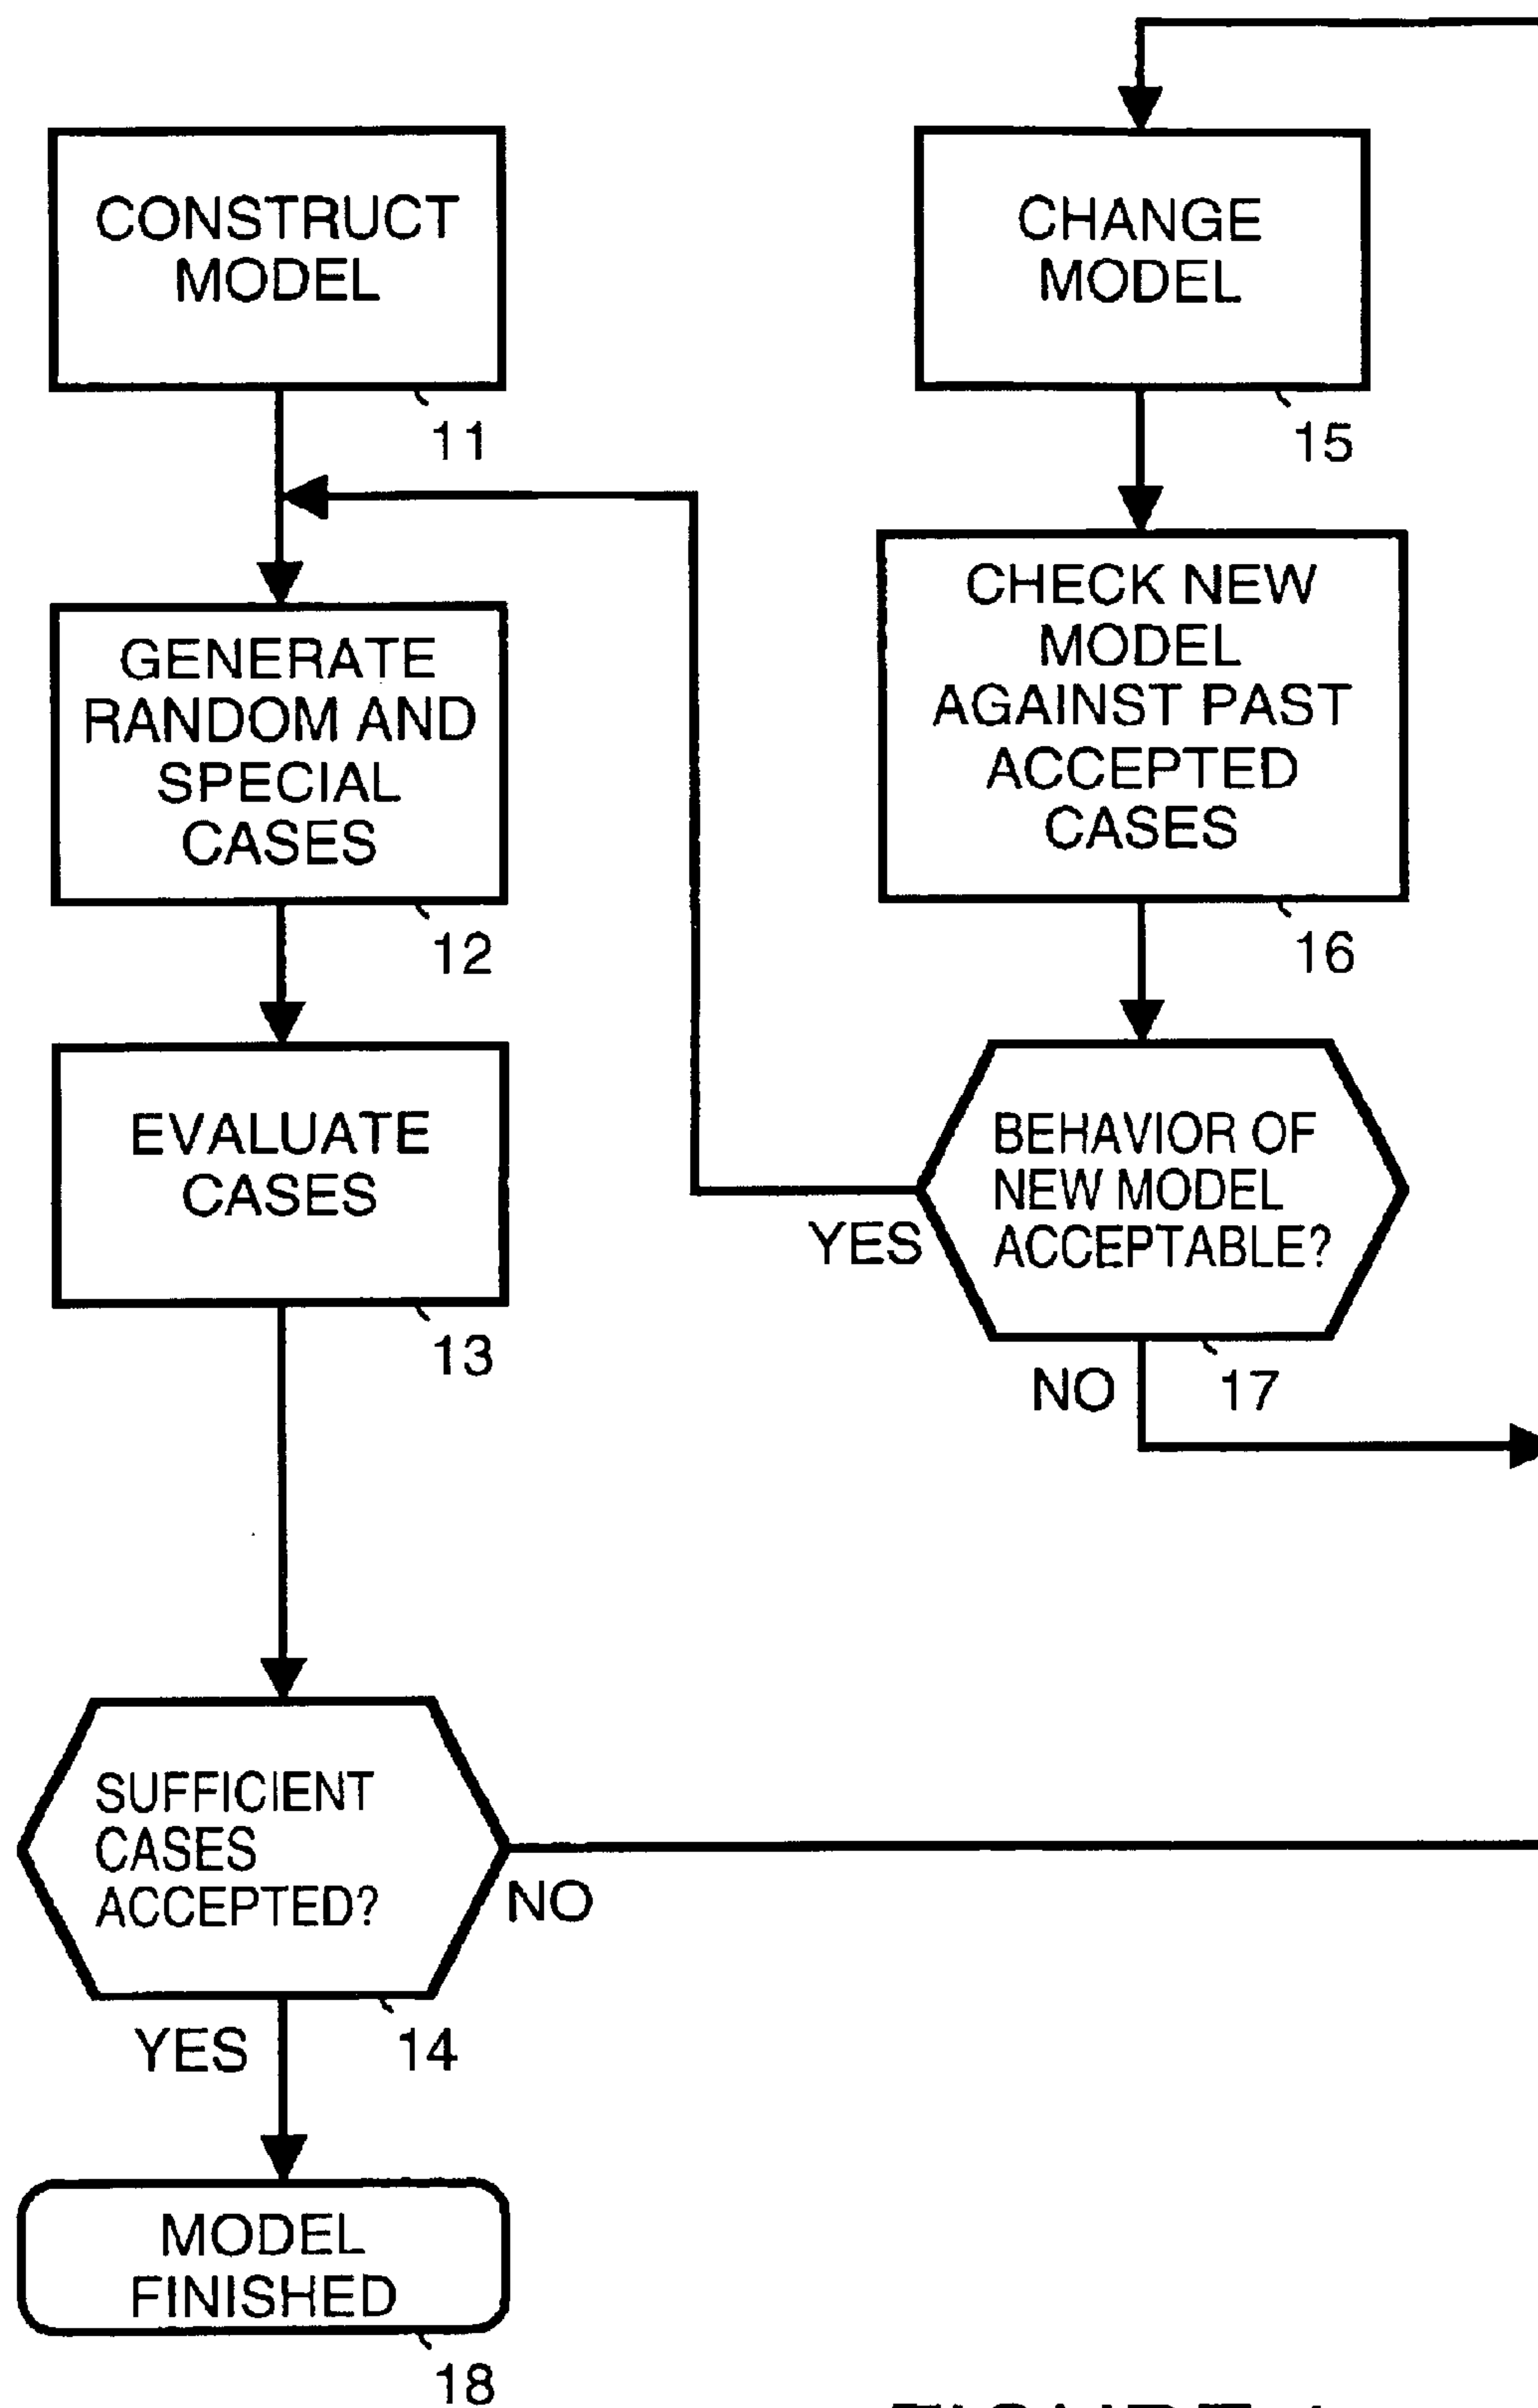 CONSTRUCT
MODEL
11
GENERATE
RANDOM AND
SPECIAL
CASES
12
EVALUATE
CASES
13
SUFFICIENT
CASES
ACCEPTED?
NO
YES
14
MODEL
FINISHED
18
CHANGE
MODEL
15
CHECK NEW
MODEL
AGAINST PAST
ACCEPTED
CASES
16
BEHAVIOR OF
NEW MODEL
ACCEPTABLE?
YES
NO
17